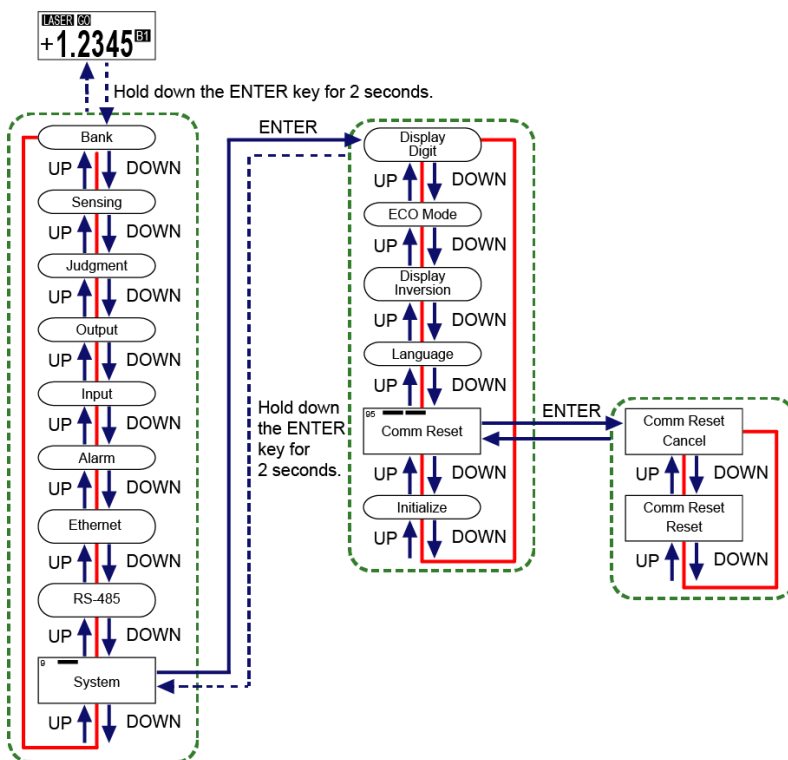 LASER GO
+1.2345 B1
Hold down the ENTER key for 2 seconds.
Bank
UP DOWN
Sensing
UP DOWN
Judgment
UP DOWN
Output
UP DOWN
Input
UP DOWN
Alarm
UP DOWN
Ethernet
UP DOWN
RS-485
UP DOWN
9
System
UP DOWN
ENTER
Hold down
the ENTER
key for
2 seconds.
Display
Digit
UP DOWN
ECO Mode
UP DOWN
Display
Inversion
UP DOWN
Language
UP DOWN
95
Comm Reset
UP DOWN
Initialize
UP DOWN
ENTER
Comm Reset
Cancel
UP DOWN
Comm Reset
Reset
UP DOWN